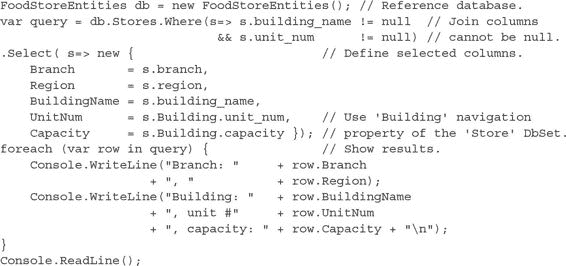 FoodStoreEntities db = new FoodStoreEntities(); // Reference database.
var query = db.Stores.Where(s=> s.building_name != null  // Join columns
                             && s.unit_num      != null) // cannot be null.
.Select( s=> new {                         // Define selected columns.
    Branch       = s.branch,
    Region       = s.region,
    BuildingName = s.building_name,
    UnitNum      = s.Building.unit_num,    // Use 'Building' navigation
    Capacity     = s.Building.capacity }); // property of the 'Store' DbSet.
foreach (var row in query) {               // Show results.
    Console.WriteLine("Branch: "     + row.Branch
                    + ", "           + row.Region);
    Console.WriteLine("Building: "   + row.BuildingName
                    + ", unit #"     + row.UnitNum
                    + ", capacity: " + row.Capacity + "\n");
}
Console.ReadLine();